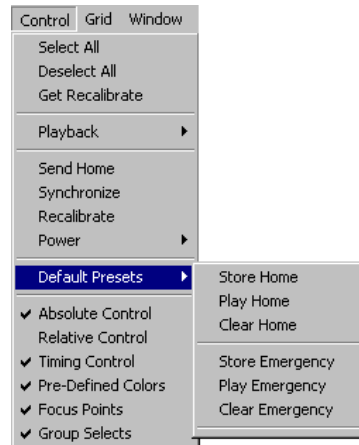 Control Grid Window
Select All
Deselect All
Get Recalibrate
Playback
Send Home
Synchronize
Recalibrate
Power
Default Presets
Absolute Control
Relative Control
Timing Control
Pre-Defined Colors
Focus Points
Group Selects
Store Home
Play Home
Clear Home
Store Emergency
Play Emergency
Clear Emergency